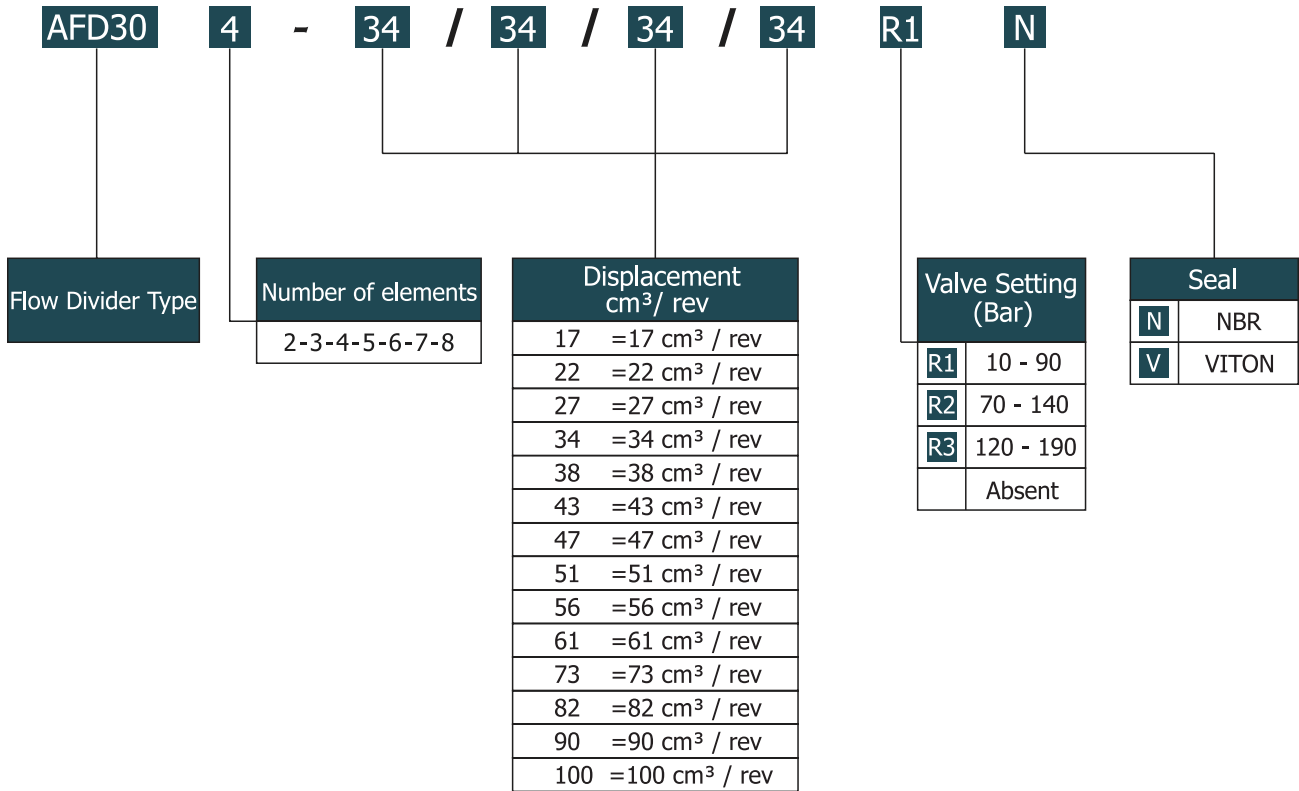 AFD30 4 - 34 / 34 / 34 / 34 R1 N
Flow Divider Type
Number of elements
2-3-4-5-6-7-8
Displacement
cm³/ rev
17 =17 cm³ / rev
22 =22 cm³ / rev
27 =27 cm³ / rev
34 =34 cm³ / rev
38 =38 cm³ / rev
43 =43 cm³ / rev
47 =47 cm³ / rev
51 =51 cm³ / rev
56 =56 cm³ / rev
61 =61 cm³ / rev
73 =73 cm³ / rev
82 =82 cm³ / rev
90 =90 cm³ / rev
100 =100 cm³ / rev
Valve Setting
(Bar)
R1 10 - 90
R2 70 - 140
R3 120 - 190
Absent
Seal
N NBR
V VITON